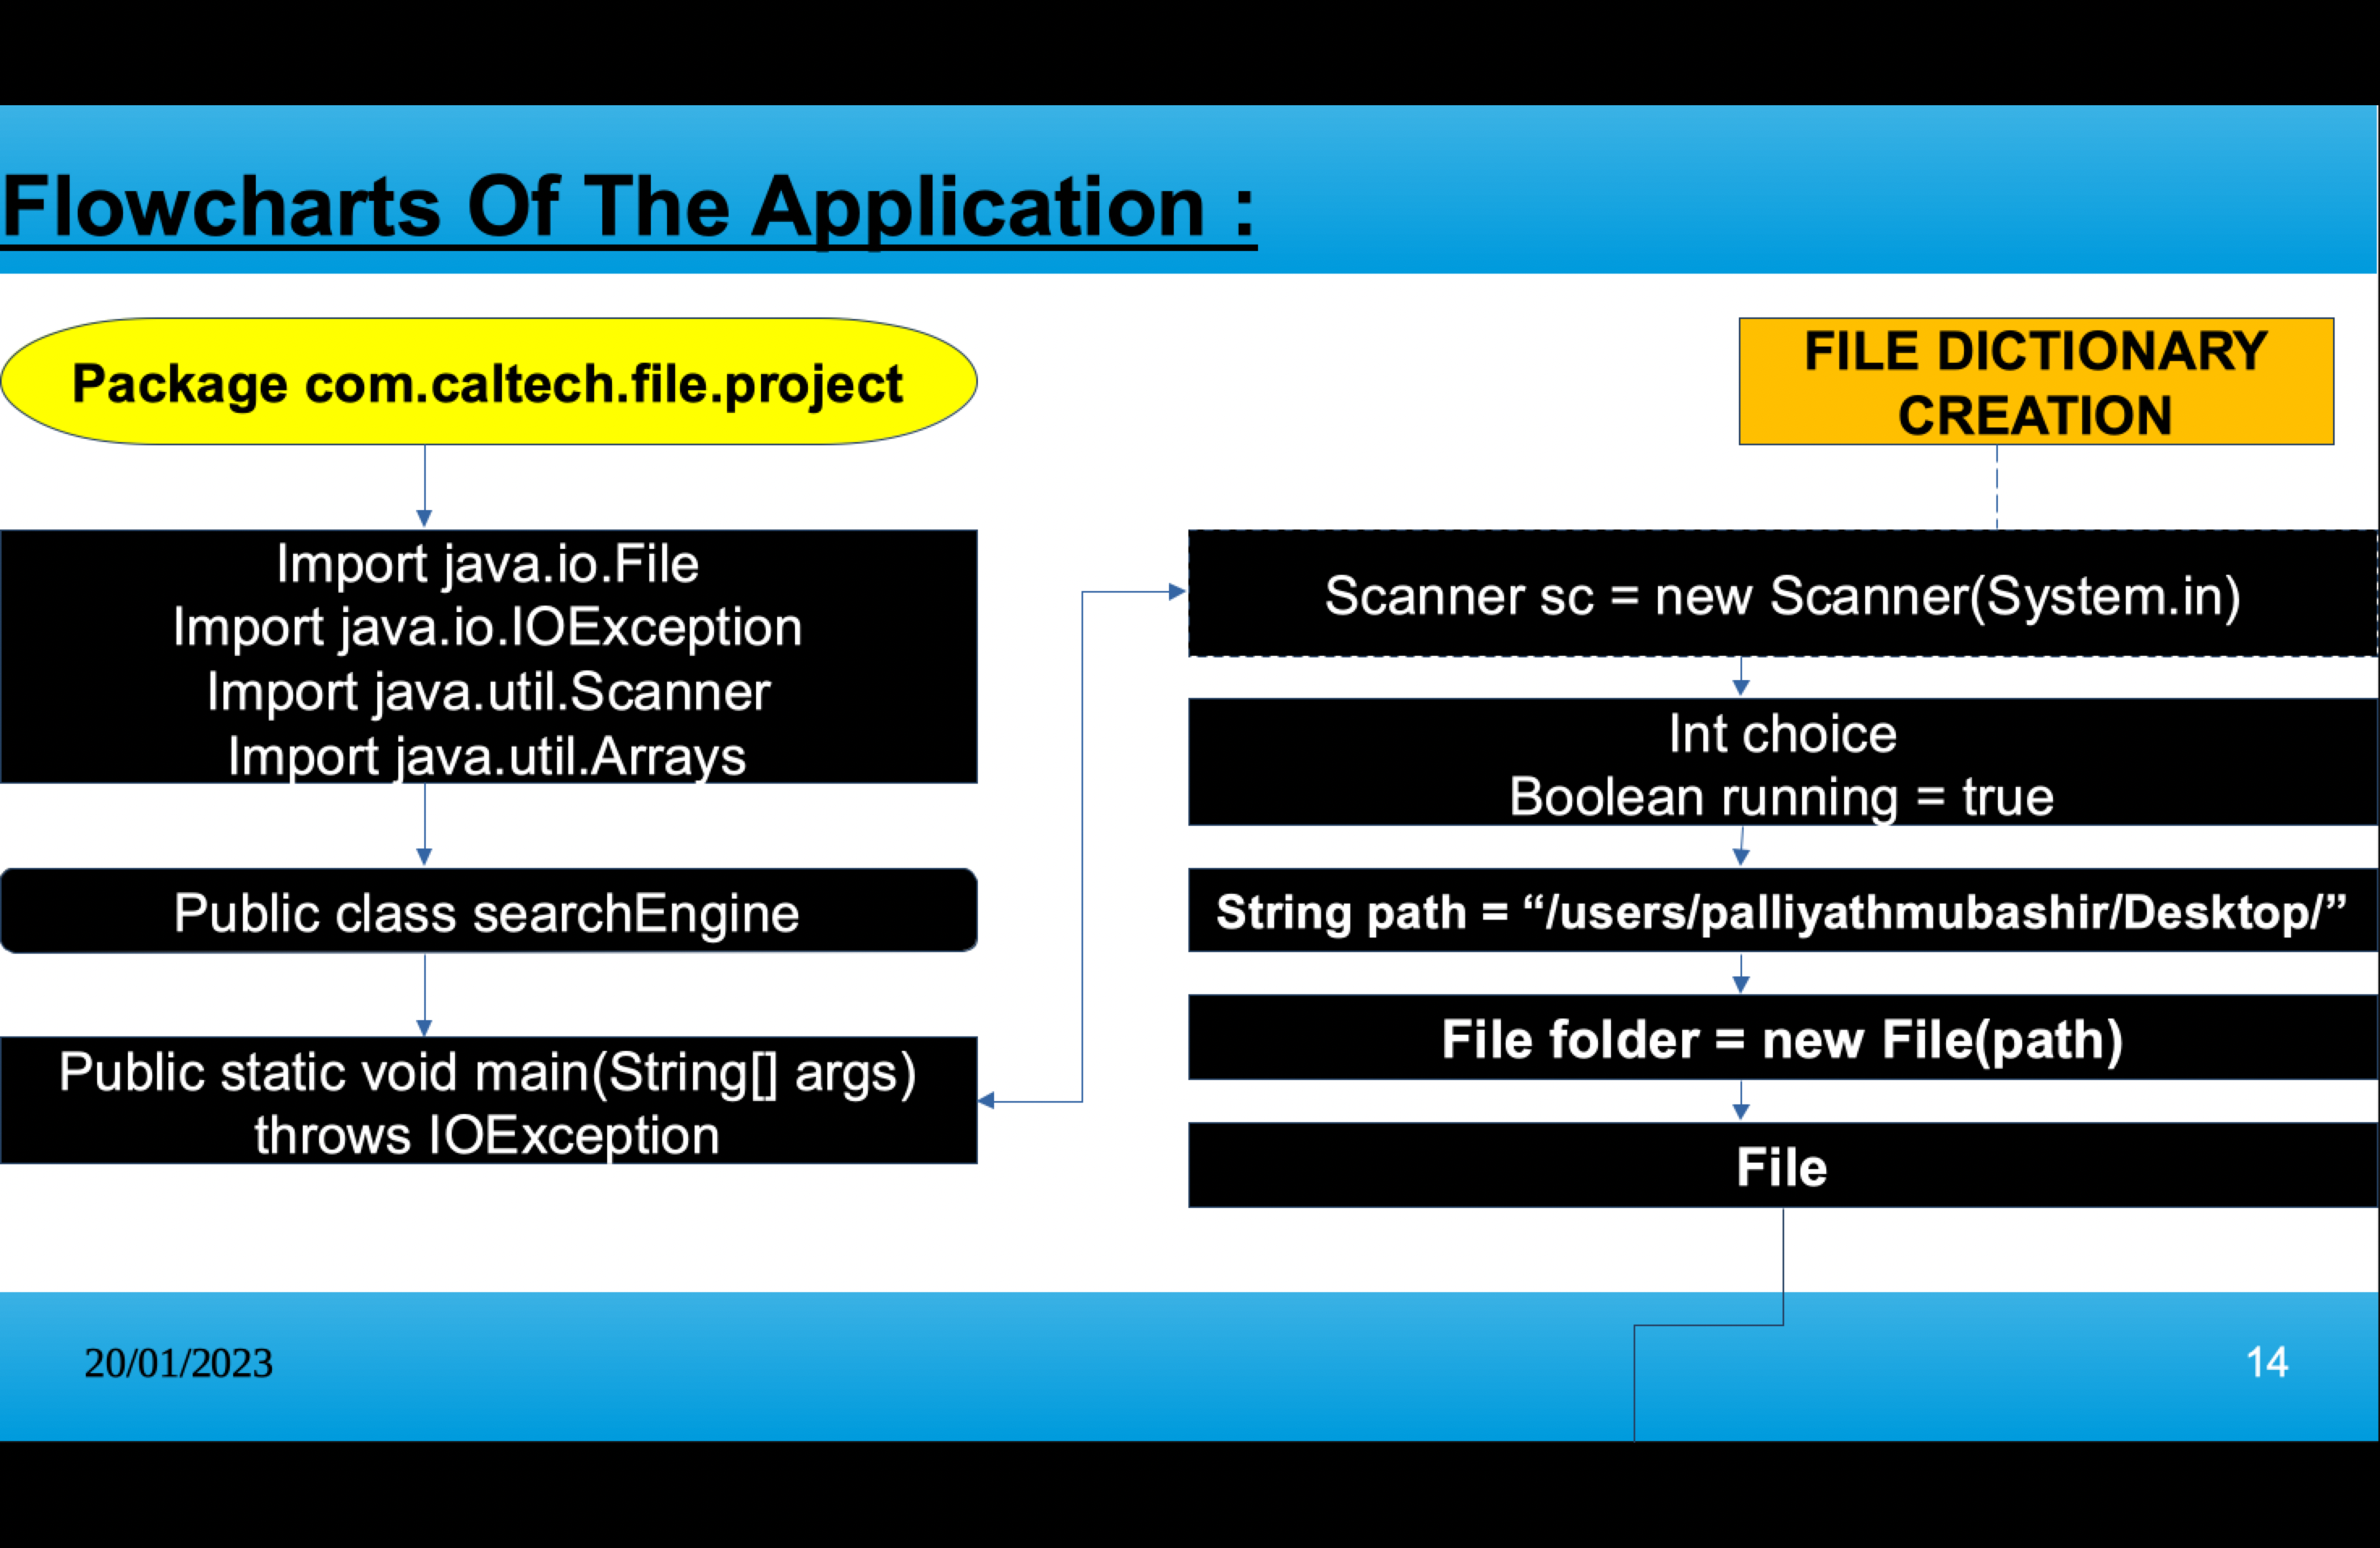 Flowcharts Of The Application :
Package com.caltech.file.project
Import java.io.File
Import java.io.IOException
Import java.util.Scanner
Import java.util.Arrays
Public class searchEngine
Public static void main(String[] args)
throws IOException
FILE DICTIONARY
CREATION
Scanner sc = new Scanner(System.in)
Int choice
Boolean running = true
String path = “/users/palliyathmubashir/Desktop/”
File folder = new File(path)
File
20/01/2023
14